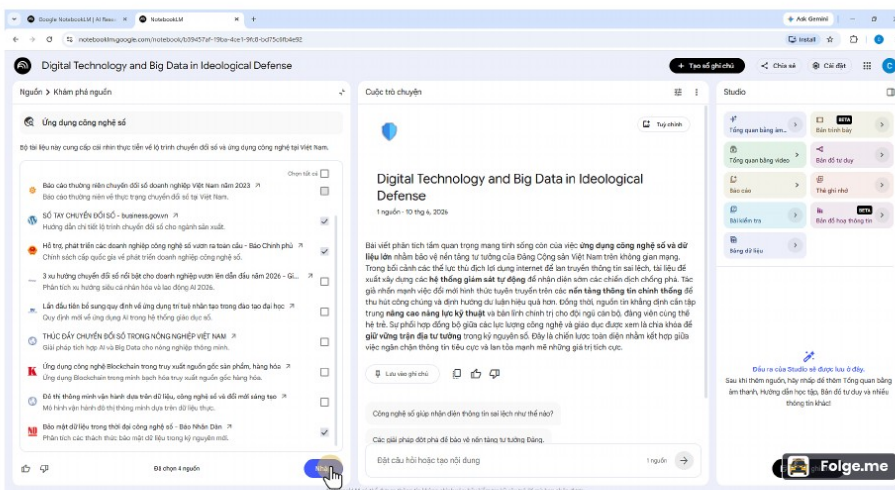 Google NotebookLM | AI Rese...
NotebookLM
Ask Gemini
notebooklm.google.com/notebook/
Install
Digital Technology and Big Data in Ideological Defense
Tạo sổ ghi chú
Chia sẻ
Cài đặt
Nguồn > Khám phá nguồn
Ứng dụng công nghệ số
Bộ tài liệu này cung cấp cái nhìn thực tiễn về lộ trình chuyển đổi số và ứng dụng công nghệ tại Việt Nam.
Chọn tất cả
Báo cáo thường niên chuyển đổi số doanh nghiệp Việt Nam năm 2023
Báo cáo thường niên về thực trạng chuyển đổi số tại Việt Nam.
SỔ TAY CHUYỂN ĐỔI SỐ - business.gov.vn
Hướng dẫn chi tiết lộ trình chuyển đổi số cho ngành sản xuất.
Hỗ trợ, phát triển các doanh nghiệp công nghệ số vươn ra toàn cầu - Báo Chính phủ
Chính sách cấp quốc gia về phát triển doanh nghiệp công nghệ số.
3 xu hướng chuyển đổi số nổi bật cho doanh nghiệp vươn lên dẫn đầu năm 2026 - Gi...
Phân tích xu hướng siêu cá nhân hóa và lao động AI 2026.
Lần đầu tiên bổ sung quy định về ứng dụng trí tuệ nhân tạo trong đào tạo đại học
Quy định mới về ứng dụng AI trong hệ thống giáo dục số.
THÚC ĐẨY CHUYỂN ĐỔI SỐ TRONG NÔNG NGHIỆP VIỆT NAM
Giải pháp tích hợp AI và Big Data cho nông nghiệp thông minh.
Ứng dụng công nghệ Blockchain trong truy xuất nguồn gốc sản phẩm, hàng hóa
Ứng dụng Blockchain trong minh bạch hóa truy xuất nguồn gốc hàng hóa.
Đô thị thông minh vận hành dựa trên dữ liệu, công nghệ số và đổi mới sáng tạo
Mô hình vận hành đô thị thông minh dựa trên dữ liệu thực.
Bảo mật dữ liệu trong thời đại công nghệ số - Báo Nhân Dân
Phân tích các thách thức bảo mật dữ liệu trong kỷ nguyên mới.
Đã chọn 4 nguồn
Cuộc trò chuyện
Tuỳ chỉnh
Digital Technology and Big Data in Ideological
Defense
1 nguồn · 10 thg 6, 2026
Bài viết phân tích tầm quan trọng mang tính sống còn của việc ứng dụng công nghệ số và dữ
liệu lớn nhằm bảo vệ nền tảng tư tưởng của Đảng Cộng sản Việt Nam trên không gian mạng.
Trong bối cảnh các thế lực thù địch lợi dụng internet để lan truyền thông tin sai lệch, tài liệu đề
xuất xây dựng các hệ thống giám sát tự động để nhận diện sớm các chiến dịch chống phá. Tác
giả nhấn mạnh việc đổi mới hình thức tuyên truyền trên các nền tảng thông tin chính thống để
thu hút công chúng và định hướng dư luận hiệu quả hơn. Đồng thời, nguồn tin khẳng định cần tập
trung nâng cao năng lực kỹ thuật và bản lĩnh chính trị cho đội ngũ cán bộ, đảng viên cùng thế
hệ trẻ. Sự phối hợp đồng bộ giữa các lực lượng công nghệ và giáo dục được xem là chìa khóa để
giữ vững trận địa tư tưởng trong kỷ nguyên số. Đây là chiến lược toàn diện nhằm kết hợp giữa
việc ngăn chặn thông tin tiêu cực và lan tỏa mạnh mẽ những giá trị tích cực.
Lưu vào ghi chú
Công nghệ số giúp nhận diện thông tin sai lệch như thế nào?
Các giải pháp đột phá để bảo vệ nền tảng tư tưởng Đảng.
Đặt câu hỏi hoặc tạo nội dung
1 nguồn
Studio
Tổng quan bằng âm...
BETA
Bản trình bày
Tổng quan bằng video
Bản đồ tư duy
Báo cáo
Thẻ ghi nhớ
Bài kiểm tra
BETA
Bản đồ hoạ thông tin
Bảng dữ liệu
Đầu ra của Studio sẽ được lưu ở đây.
Sau khi thêm nguồn, hãy nhấp để thêm Tổng quan bằng
âm thanh, Hướng dẫn học tập, Bản đồ tư duy và nhiều
thông tin khác!
Folge.me